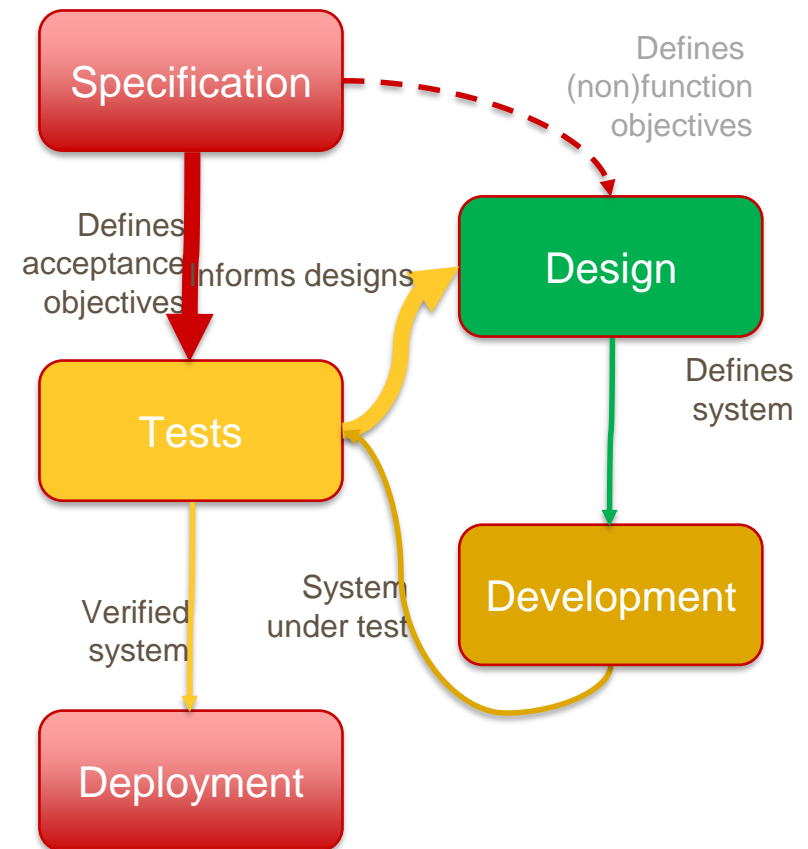 Specification
Defines
(non)function
objectives
Defines
acceptance
objectives
Informs designs
Design
Tests
Defines
system
System
under test
Development
Verified
system
Deployment